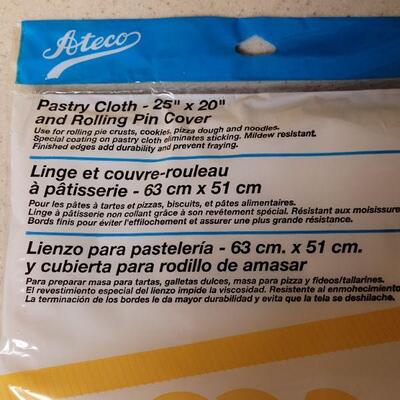 Ateco
Pastry Cloth - 25" x 20"
and Rolling Pin Cover
Use for rolling pie crusts, cookies, pizza dough and noodles.
Special coating on pastry cloth eliminates sticking. Mildew resistant.
Finished edges add durability and prevent fraying.
Linge et couvre-rouleau
à pâtisserie - 63 cm x 51 cm
Pour les pâtes à tartes et pizzas, biscuits, et pâtes alimentaires.
Linge à pâtisserie non collant grâce à son revêtement spécial. Résistant aux moisissure
Bords finis pour éviter l'effilochement et assurer une plus grande résistance.
Lienzo para pastelería - 63 cm. x 51 cm.
y cubierta para rodillo de amasar
Para preparar masa para tartas, galletas dulces, masa para pizza y fideos/tallarines.
El revestimiento especial del lienzo impide la viscosidad. Resistente al enmohecimiento
La terminación de los bordes le da mayor durabilidad y evita que la tela se deshilache.